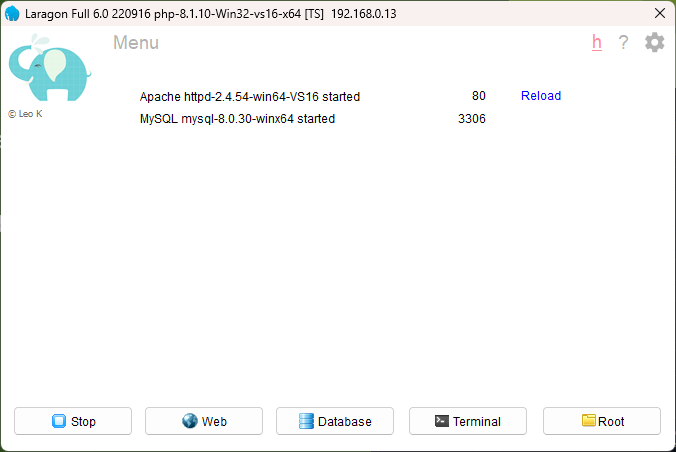 Laragon Full 6.0 220916 php-8.1.10-Win32-vs16-x64 [TS] 192.168.0.13
Menu h ?
© Leo K
Apache httpd-2.4.54-win64-VS16 started 80 Reload
MySQL mysql-8.0.30-winx64 started 3306
Stop Web Database Terminal Root